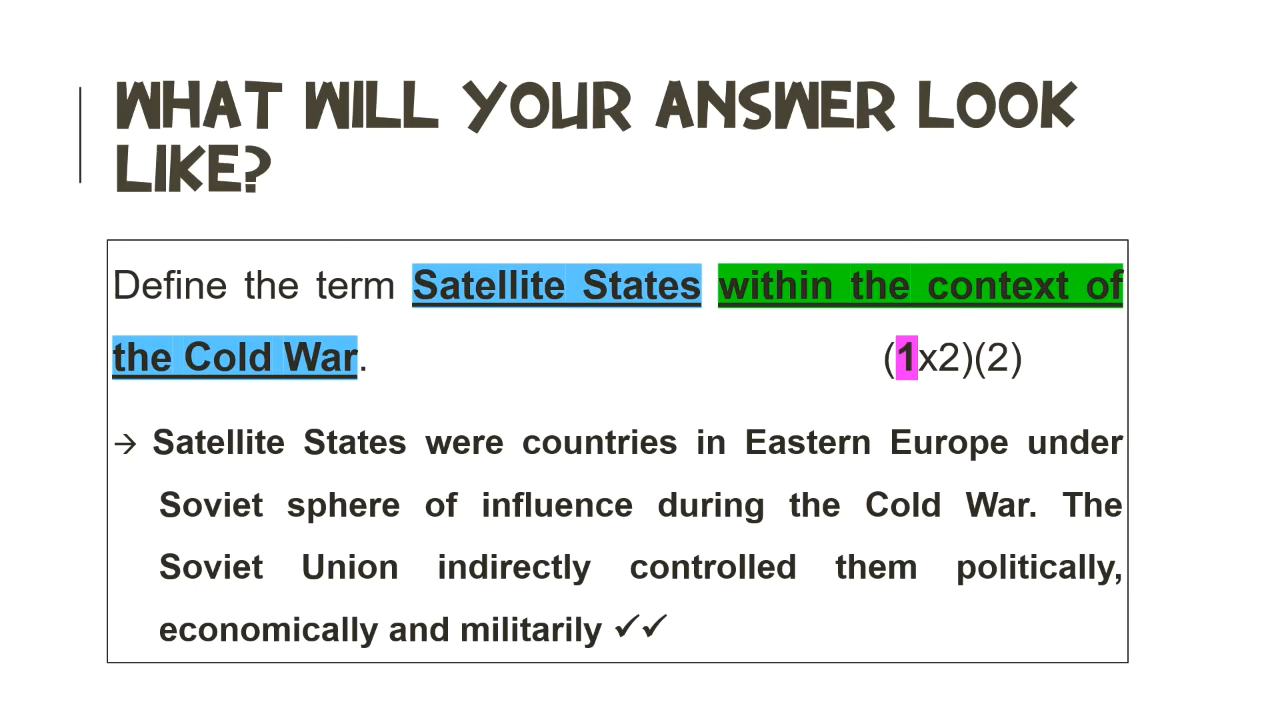 WHAT WILL YOUR ANSWER LOOK
LIKE?
Define the term Satellite States within the context of
the Cold War. (1x2)(2)
→ Satellite States were countries in Eastern Europe under
Soviet sphere of influence during the Cold War. The
Soviet Union indirectly controlled them politically,
economically and militarily ✓✓